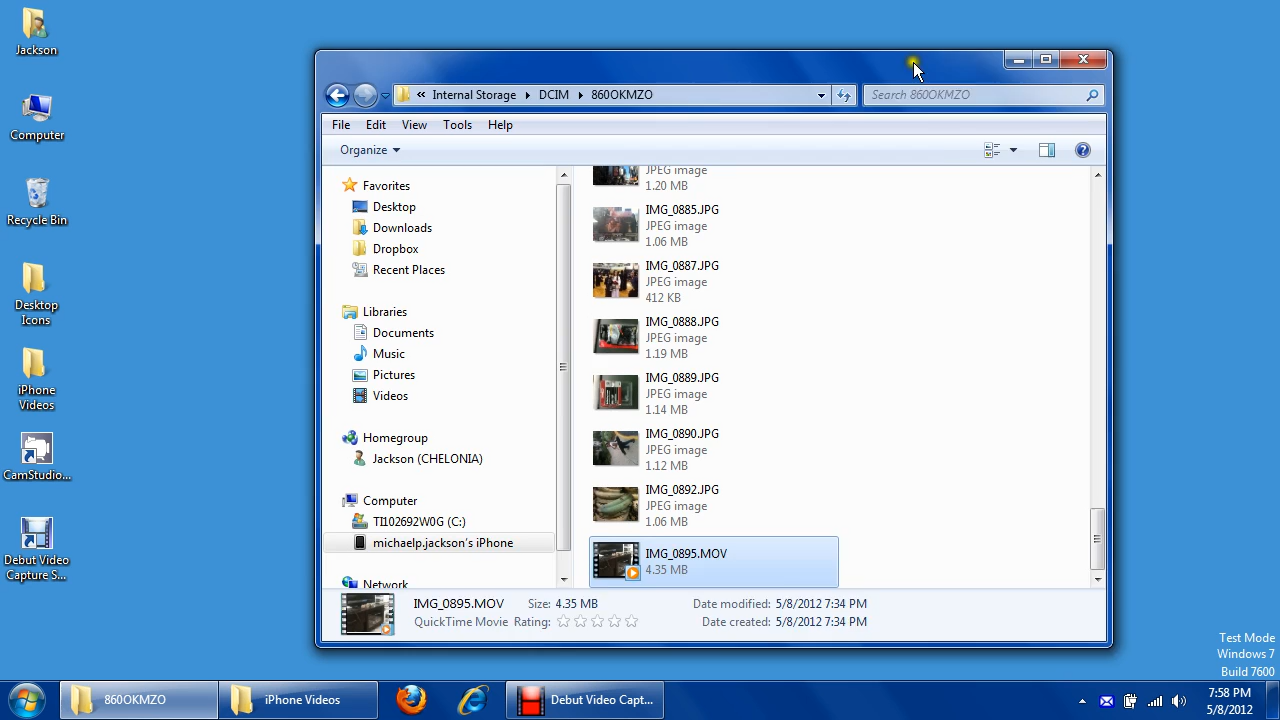 Jackson
Computer
Recycle Bin
Desktop
Icons
iPhone
Videos
CamStudio...
Debut Video
Capture S...
« Internal Storage ▸ DCIM ▸ 860OKMZO
Search 860OKMZO
File Edit View Tools Help
Organize
Favorites
Desktop
Downloads
Dropbox
Recent Places
Libraries
Documents
Music
Pictures
Videos
Homegroup
Jackson (CHELONIA)
Computer
TI102692W0G (C:)
michaelp.jackson's iPhone
Network
JPEG image
1.20 MB
IMG_0885.JPG
JPEG image
1.06 MB
IMG_0887.JPG
JPEG image
412 KB
IMG_0888.JPG
JPEG image
1.19 MB
IMG_0889.JPG
JPEG image
1.14 MB
IMG_0890.JPG
JPEG image
1.12 MB
IMG_0892.JPG
JPEG image
1.06 MB
IMG_0895.MOV
4.35 MB
IMG_0895.MOV Size: 4.35 MB Date modified: 5/8/2012 7:34 PM
QuickTime Movie Rating: Date created: 5/8/2012 7:34 PM
Test Mode
Windows 7
Build 7600
860OKMZO
iPhone Videos
Debut Video Capt...
7:58 PM
5/8/2012